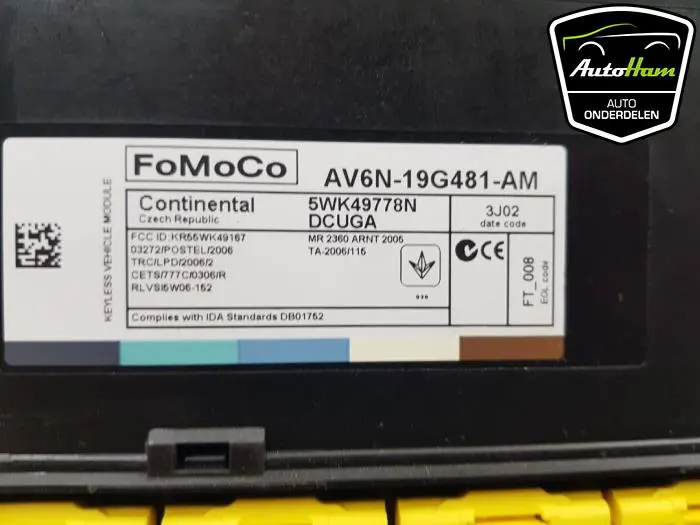 AutoHam
AUTO
ONDERDELEN
FoMoCo
AV6N-19G481-AM
KEYLESS VEHICLE MODULE
Continental
Czech Republic
5WK49778N
DCUGA
3J02
date code
FCC ID:KR55WK49167
03272/POSTEL/2006
TRC/LPD/2006/2
CETS/777C/0306/R
RLVSI5W06-152
MR 2360 ARNT 2005
TA-2006/115
CE
FT_008
EOL code
Complies with IDA Standards DB01752